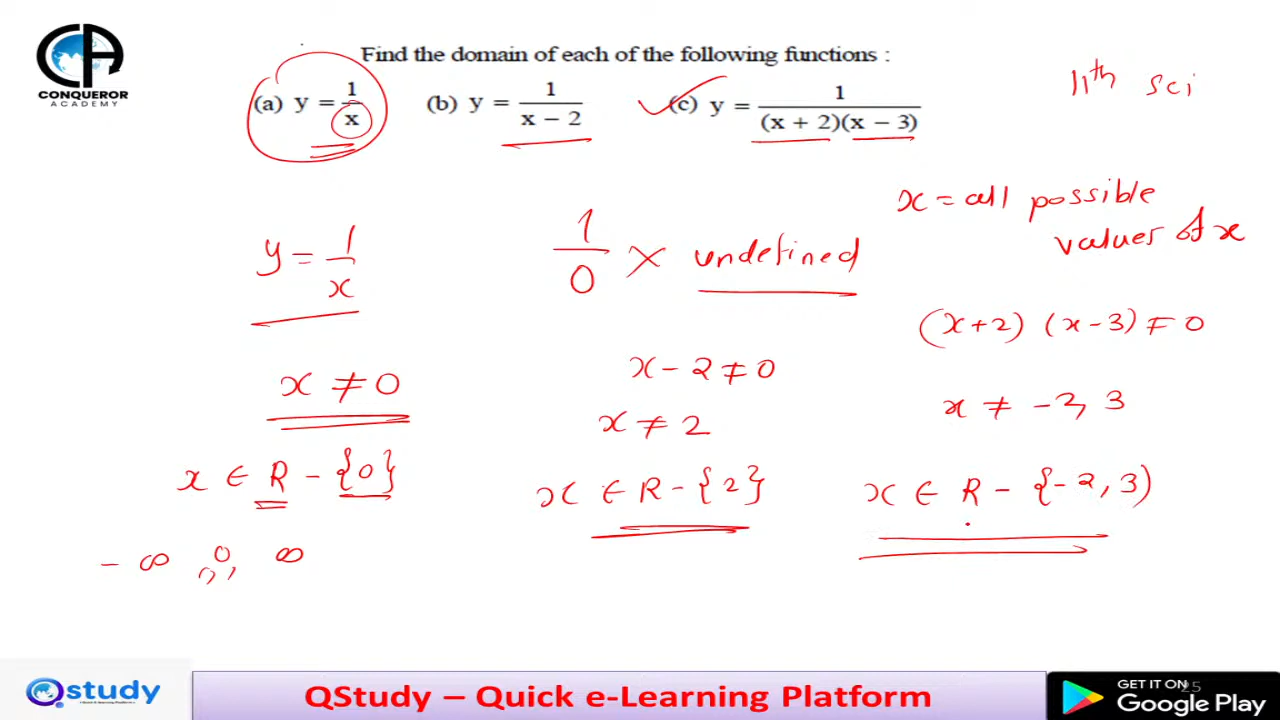 CONQUEROR
ACADEMY
Find the domain of each of the following functions :
(a) y = 1/x (b) y = 1/(x − 2) (c) y = 1/((x + 2)(x − 3))
11th sci
x = all possible
values of x
y = 1/x
1/0 × undefined
(x+2) (x-3) ≠ 0
x ≠ 0
x - 2 ≠ 0
x ≠ 2
x ≠ -2, 3
x ∈ R - {0}
x ∈ R - {2}
x ∈ R - {-2, 3)
- ∞ , 0 , ∞
Qstudy
QStudy – Quick e-Learning Platform
GET IT ON
Google Play
25